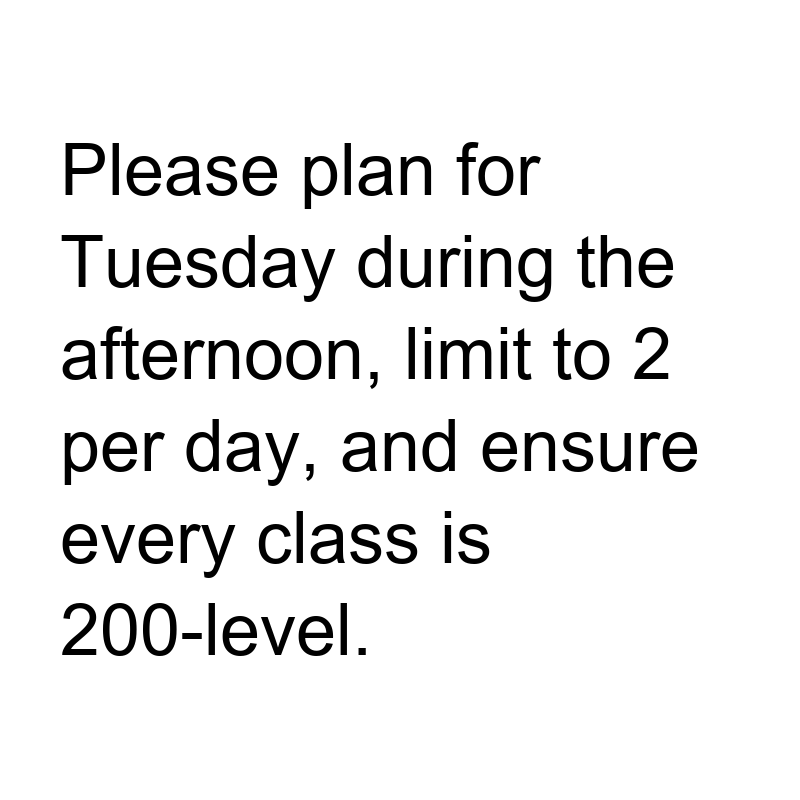 Please plan for
Tuesday during the
afternoon, limit to 2
per day, and ensure
every class is
200-level.